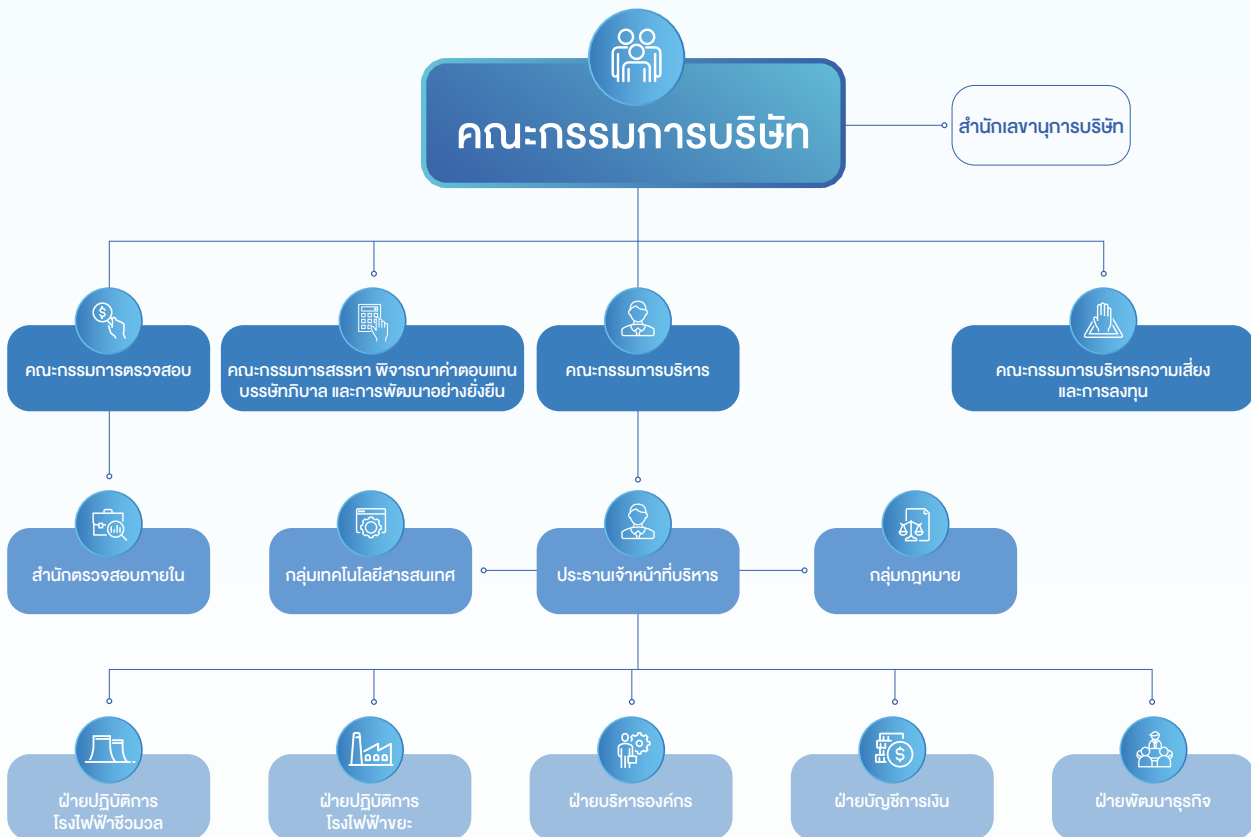 คณะกรรมการบริษัท
สำนักเลขานุการบริษัท
คณะกรรมการตรวจสอบ
คณะกรรมการสรรหา พิจารณาค่าตอบแทน
บรรษัทภิบาล และการพัฒนาอย่างยั่งยืน
คณะกรรมการบริหาร
คณะกรรมการบริหารความเสี่ยง
และการลงทุน
สำนักตรวจสอบภายใน
กลุ่มเทคโนโลยีสารสนเทศ
ประธานเจ้าหน้าที่บริหาร
กลุ่มกฎหมาย
ฝ่ายปฏิบัติการ
โรงไฟฟ้าชีวมวล
ฝ่ายปฏิบัติการ
โรงไฟฟ้าขยะ
ฝ่ายบริหารองค์กร
ฝ่ายบัญชีการเงิน
ฝ่ายพัฒนาธุรกิจ